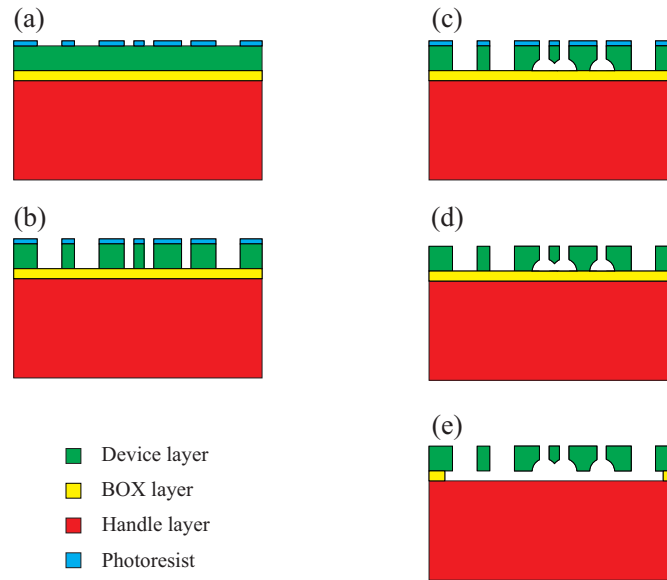 (a)
(c)
(b)
(d)
(e)
Device layer
BOX layer
Handle layer
Photoresist